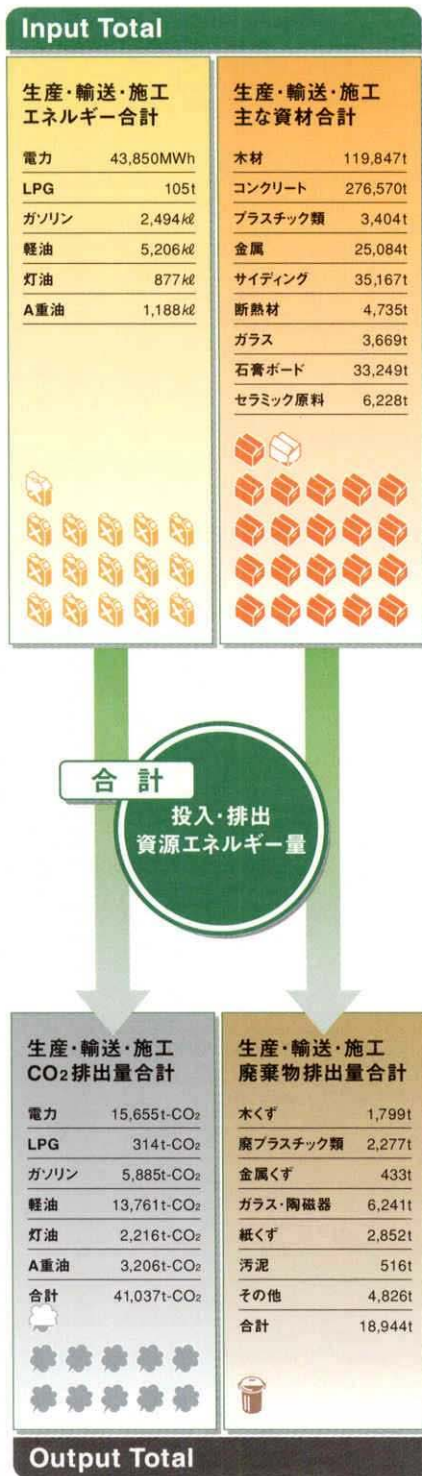 Input Total
生産・輸送・施工
エネルギー合計
電力 43,850MWh
LPG 105t
ガソリン 2,494kℓ
軽油 5,206kℓ
灯油 877kℓ
A重油 1,188kℓ
生産・輸送・施工
主な資材合計
木材 119,847t
コンクリート 276,570t
プラスチック類 3,404t
金属 25,084t
サイディング 35,167t
断熱材 4,735t
ガラス 3,669t
石膏ボード 33,249t
セラミック原料 6,228t
合計
投入・排出
資源エネルギー量
生産・輸送・施工
CO₂排出量合計
電力 15,655t-CO₂
LPG 314t-CO₂
ガソリン 5,885t-CO₂
軽油 13,761t-CO₂
灯油 2,216t-CO₂
A重油 3,206t-CO₂
合計 41,037t-CO₂
生産・輸送・施工
廃棄物排出量合計
木くず 1,799t
廃プラスチック類 2,277t
金属くず 433t
ガラス・陶磁器 6,241t
紙くず 2,852t
汚泥 516t
その他 4,826t
合計 18,944t
Output Total